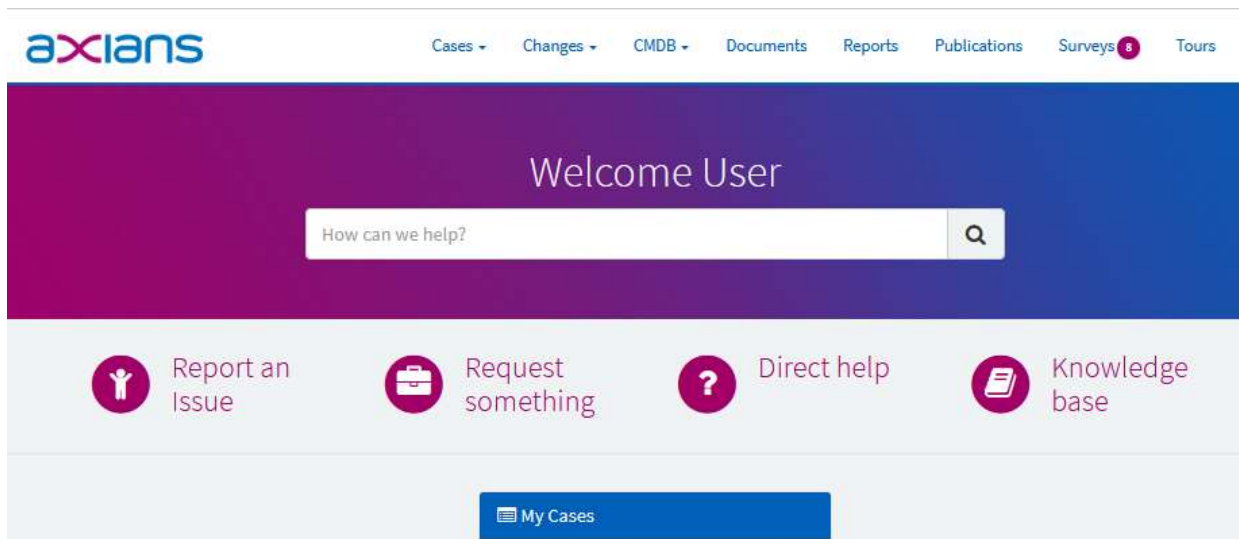 axians
Cases Changes CMDB Documents Reports Publications Surveys 8 Tours
Welcome User
How can we help?
Report an
Issue
Request
something
Direct help
Knowledge
base
My Cases